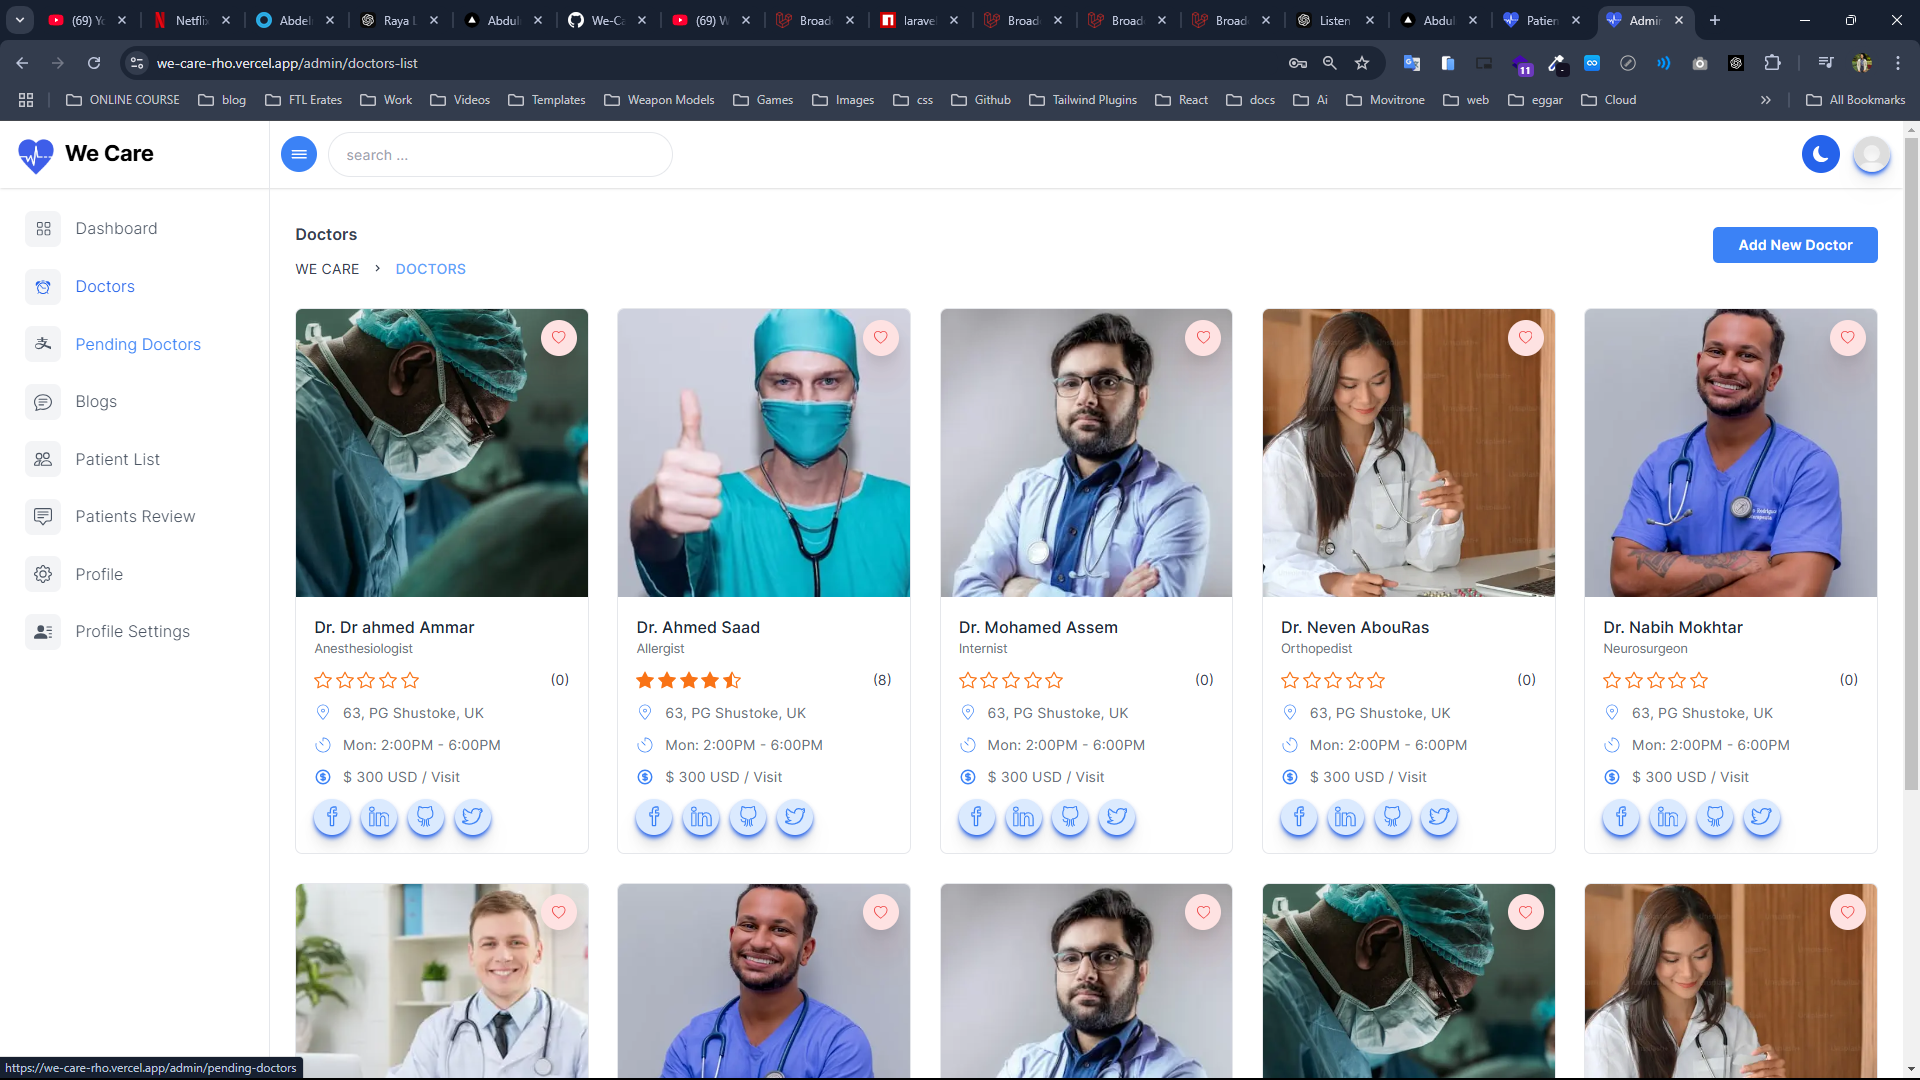 (69) Yo
Netflix
Abdel
Raya L
Abdul
We-Ca
(69) W
Broad
laravel
Broad
Broad
Broad
Listen
Abdul
Patien
Admin
we-care-rho.vercel.app/admin/doctors-list
11
ONLINE COURSE
blog
FTL Erates
Work
Videos
Templates
Weapon Models
Games
Images
css
Github
Tailwind Plugins
React
docs
Ai
Movitrone
web
eggar
Cloud
All Bookmarks
We Care
search ...
Dashboard
Doctors
Pending Doctors
Blogs
Patient List
Patients Review
Profile
Profile Settings
Doctors
WE CARE > DOCTORS
Add New Doctor
Dr. Dr ahmed Ammar
Anesthesiologist
(0)
63, PG Shustoke, UK
Mon: 2:00PM - 6:00PM
$ 300 USD / Visit
Dr. Ahmed Saad
Allergist
(8)
63, PG Shustoke, UK
Mon: 2:00PM - 6:00PM
$ 300 USD / Visit
Dr. Mohamed Assem
Internist
(0)
63, PG Shustoke, UK
Mon: 2:00PM - 6:00PM
$ 300 USD / Visit
Dr. Neven AbouRas
Orthopedist
(0)
63, PG Shustoke, UK
Mon: 2:00PM - 6:00PM
$ 300 USD / Visit
Dr. Nabih Mokhtar
Neurosurgeon
(0)
63, PG Shustoke, UK
Mon: 2:00PM - 6:00PM
$ 300 USD / Visit
https://we-care-rho.vercel.app/admin/pending-doctors